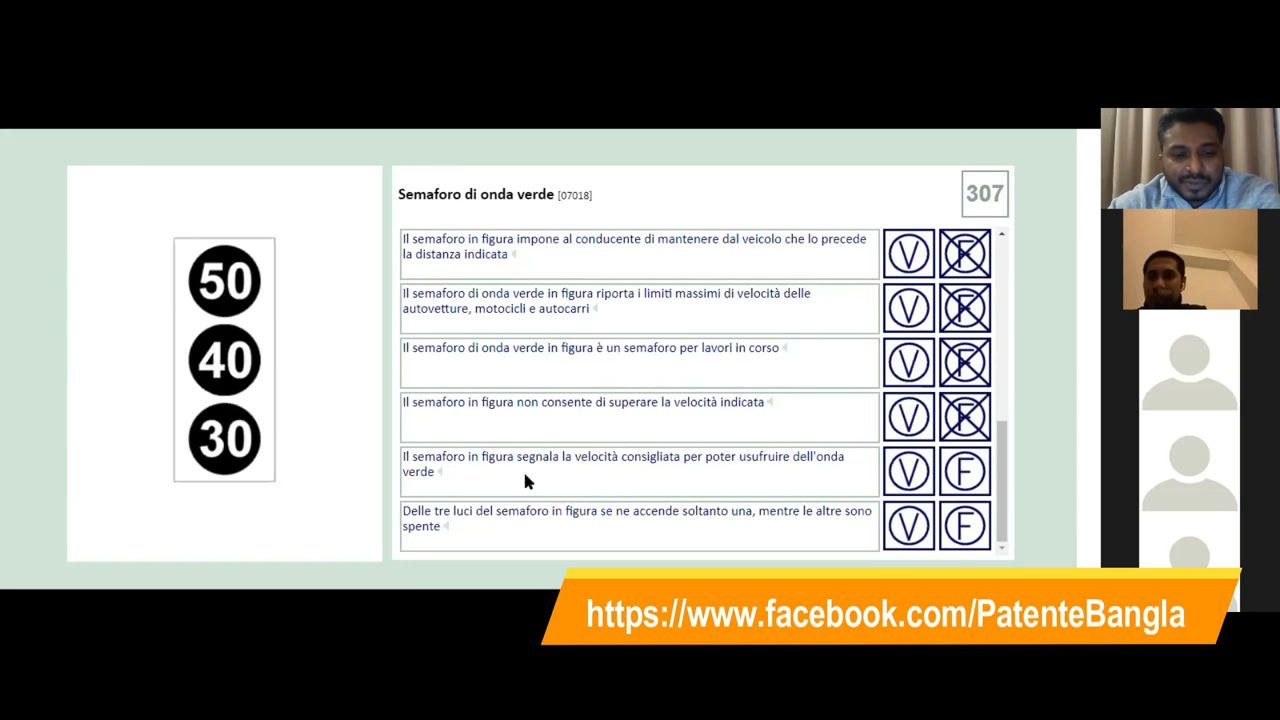 Semaforo di onda verde [07018]
307
50
40
30
Il semaforo in figura impone al conducente di mantenere dal veicolo che lo precede
la distanza indicata
V F
Il semaforo di onda verde in figura riporta i limiti massimi di velocità delle
autovetture, motocicli e autocarri
V F
Il semaforo di onda verde in figura è un semaforo per lavori in corso
V F
Il semaforo in figura non consente di superare la velocità indicata
V F
Il semaforo in figura segnala la velocità consigliata per poter usufruire dell'onda
verde
V F
Delle tre luci del semaforo in figura se ne accende soltanto una, mentre le altre sono
spente
V F
https://www.facebook.com/PatenteBangla